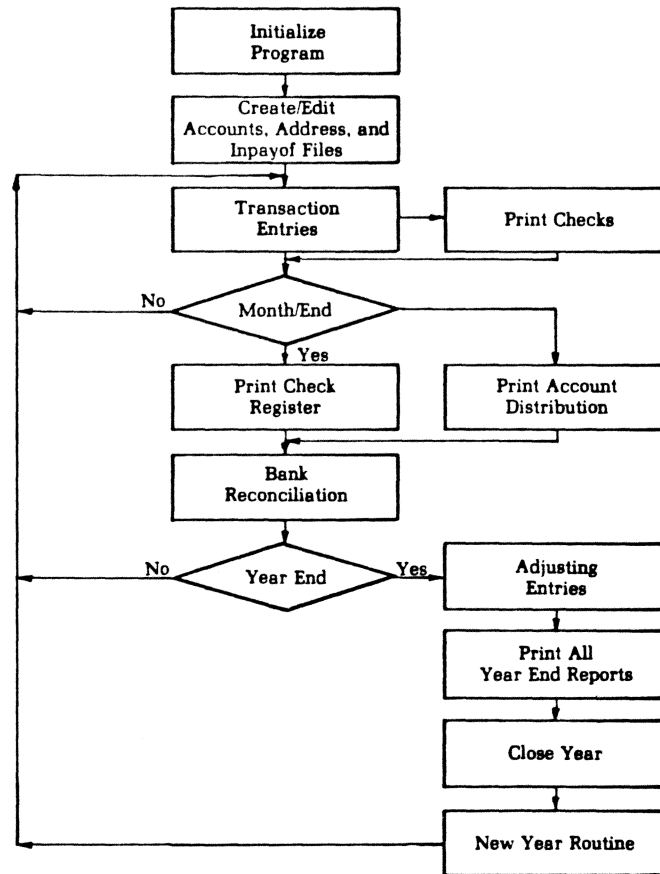 Initialize
Program
Create/Edit
Accounts, Address, and
Inpayof Files
Transaction
Entries
Print Checks
No
Month/End
Yes
Print Check
Register
Print Account
Distribution
Bank
Reconciliation
No
Year End
Yes
Adjusting
Entries
Print All
Year End Reports
Close Year
New Year Routine